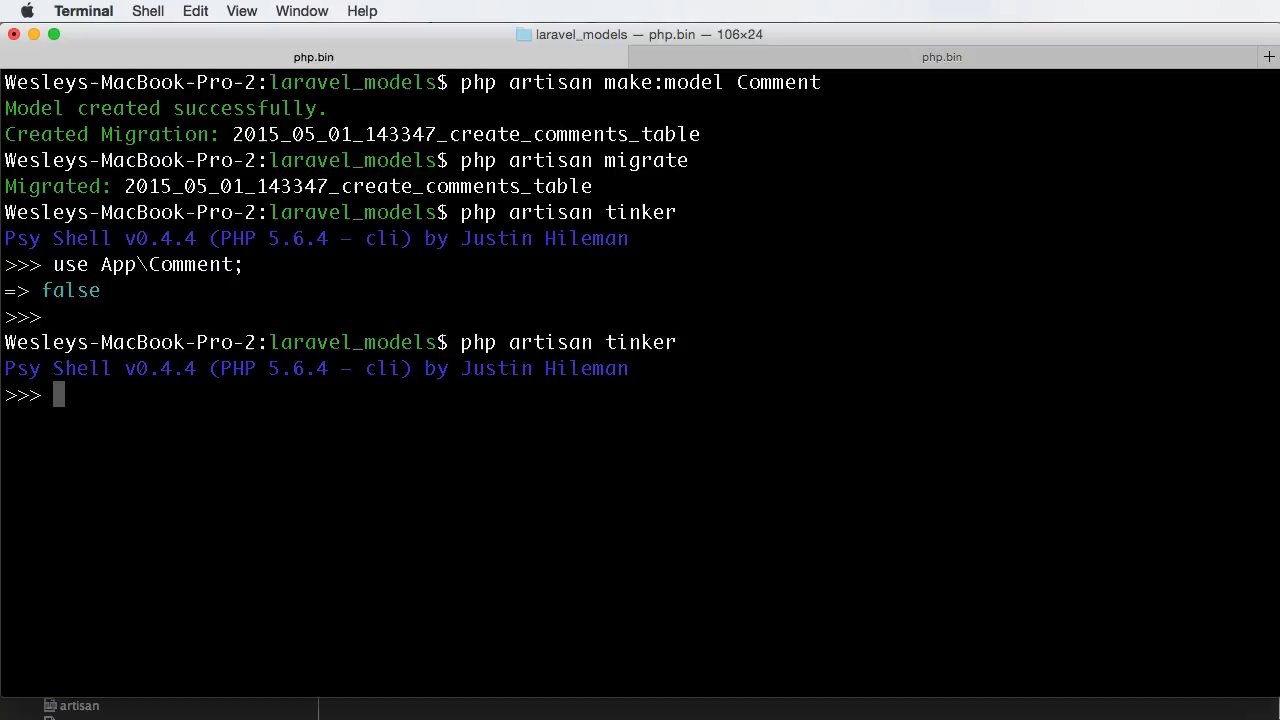 Terminal Shell Edit View Window Help
laravel_models — php.bin — 106×24
php.bin php.bin +
Wesleys-MacBook-Pro-2:laravel_models$ php artisan make:model Comment
Model created successfully.
Created Migration: 2015_05_01_143347_create_comments_table
Wesleys-MacBook-Pro-2:laravel_models$ php artisan migrate
Migrated: 2015_05_01_143347_create_comments_table
Wesleys-MacBook-Pro-2:laravel_models$ php artisan tinker
Psy Shell v0.4.4 (PHP 5.6.4 — cli) by Justin Hileman
>>> use App\Comment;
=> false
>>>
Wesleys-MacBook-Pro-2:laravel_models$ php artisan tinker
Psy Shell v0.4.4 (PHP 5.6.4 — cli) by Justin Hileman
>>>
artisan